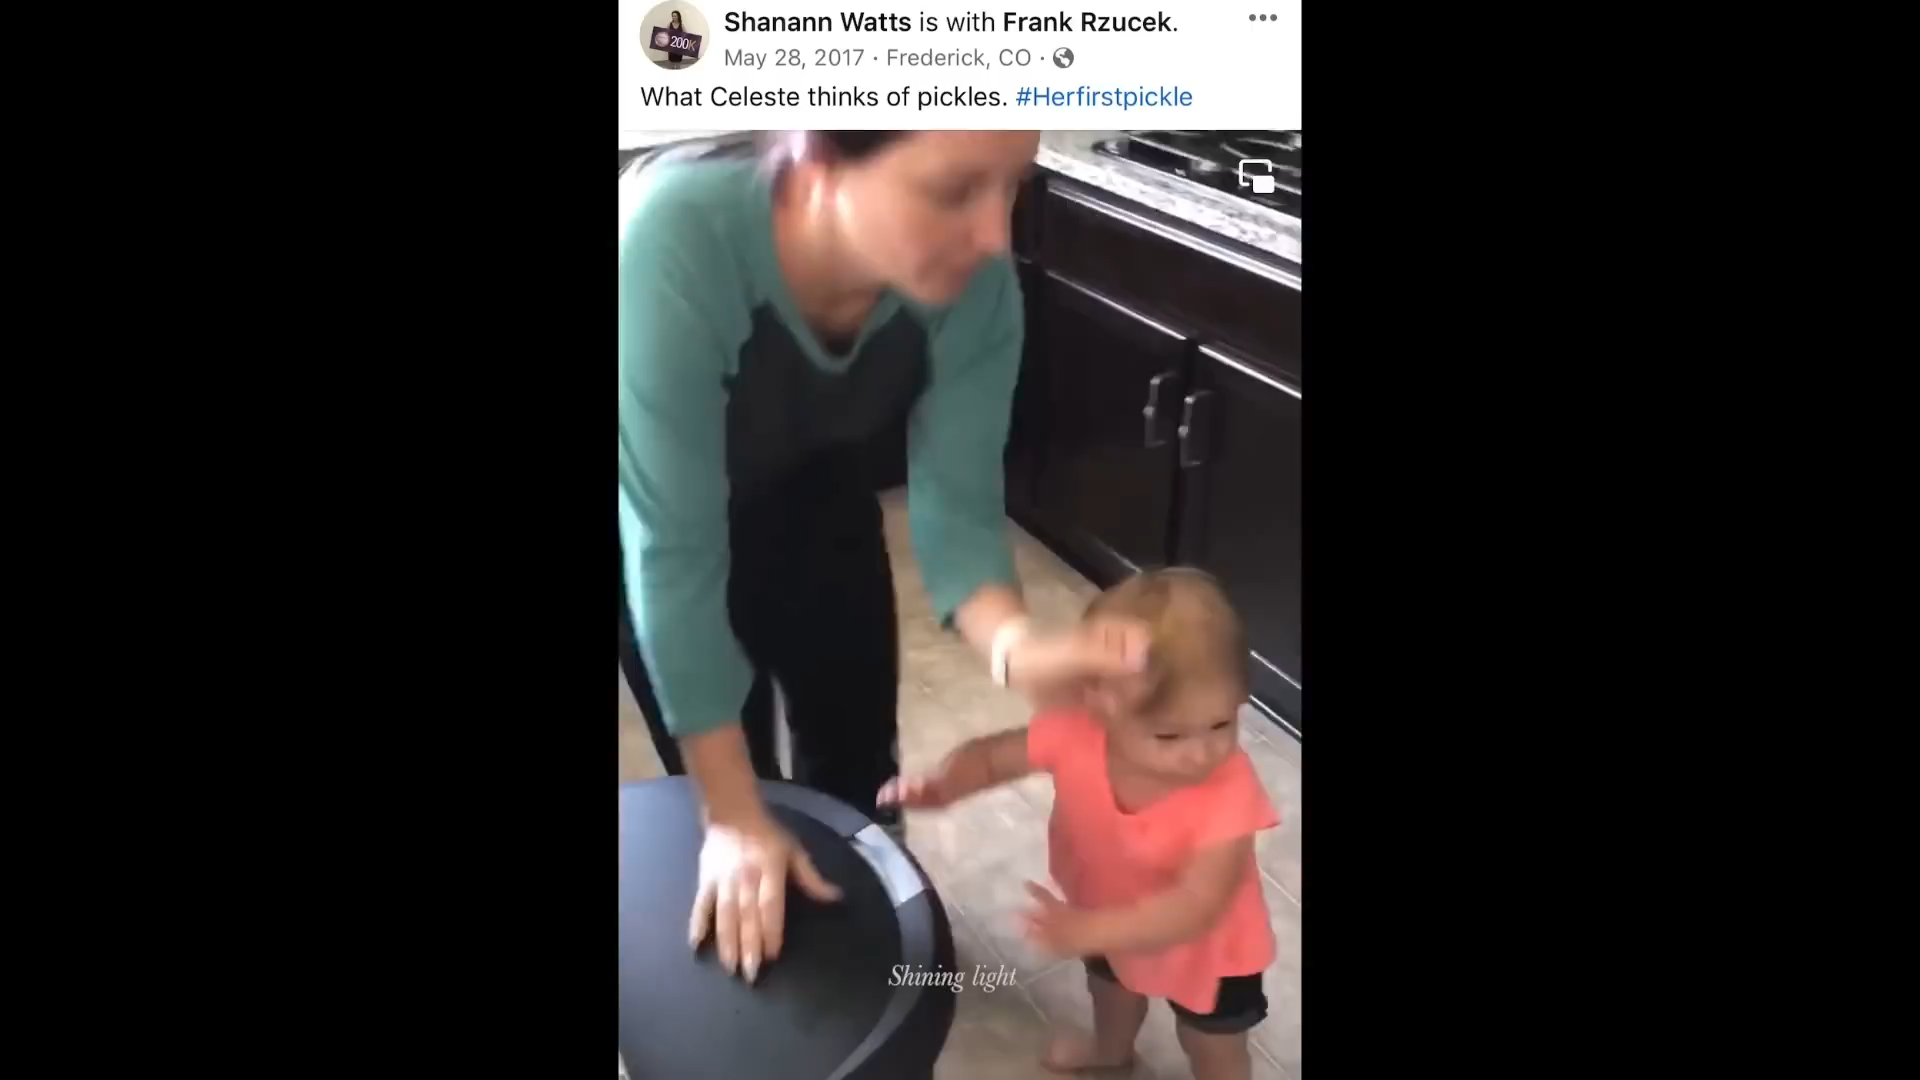 Shanann Watts is with Frank Rzucek.
May 28, 2017 · Frederick, CO ·
What Celeste thinks of pickles. #Herfirstpickle
200K
Shining light